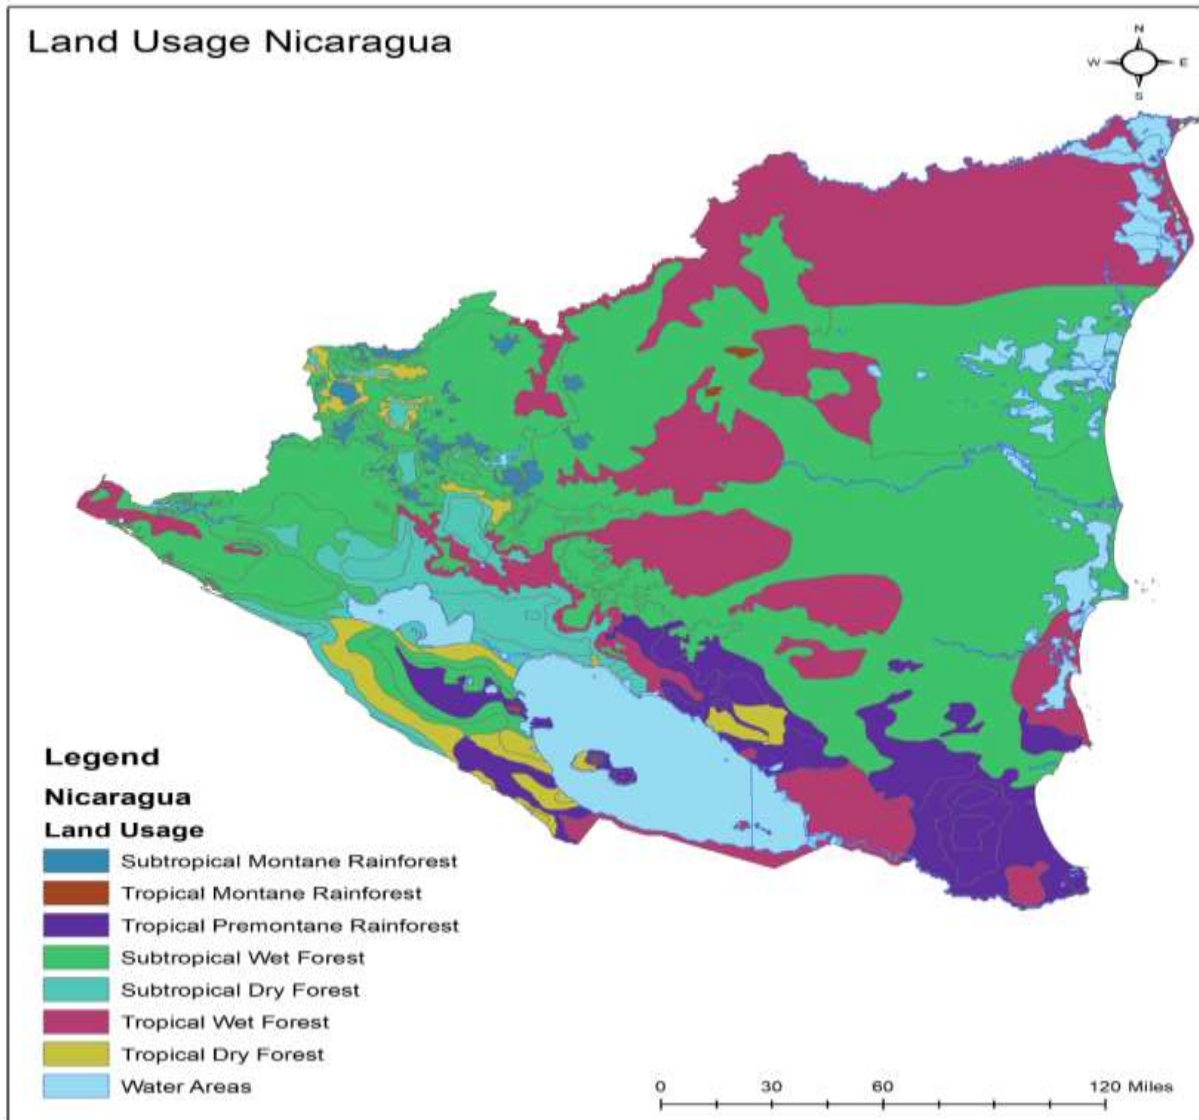 Land Usage Nicaragua
N
W E
S
Legend
Nicaragua
Land Usage
Subtropical Montane Rainforest
Tropical Montane Rainforest
Tropical Premontane Rainforest
Subtropical Wet Forest
Subtropical Dry Forest
Tropical Wet Forest
Tropical Dry Forest
Water Areas
0 30 60 120 Miles